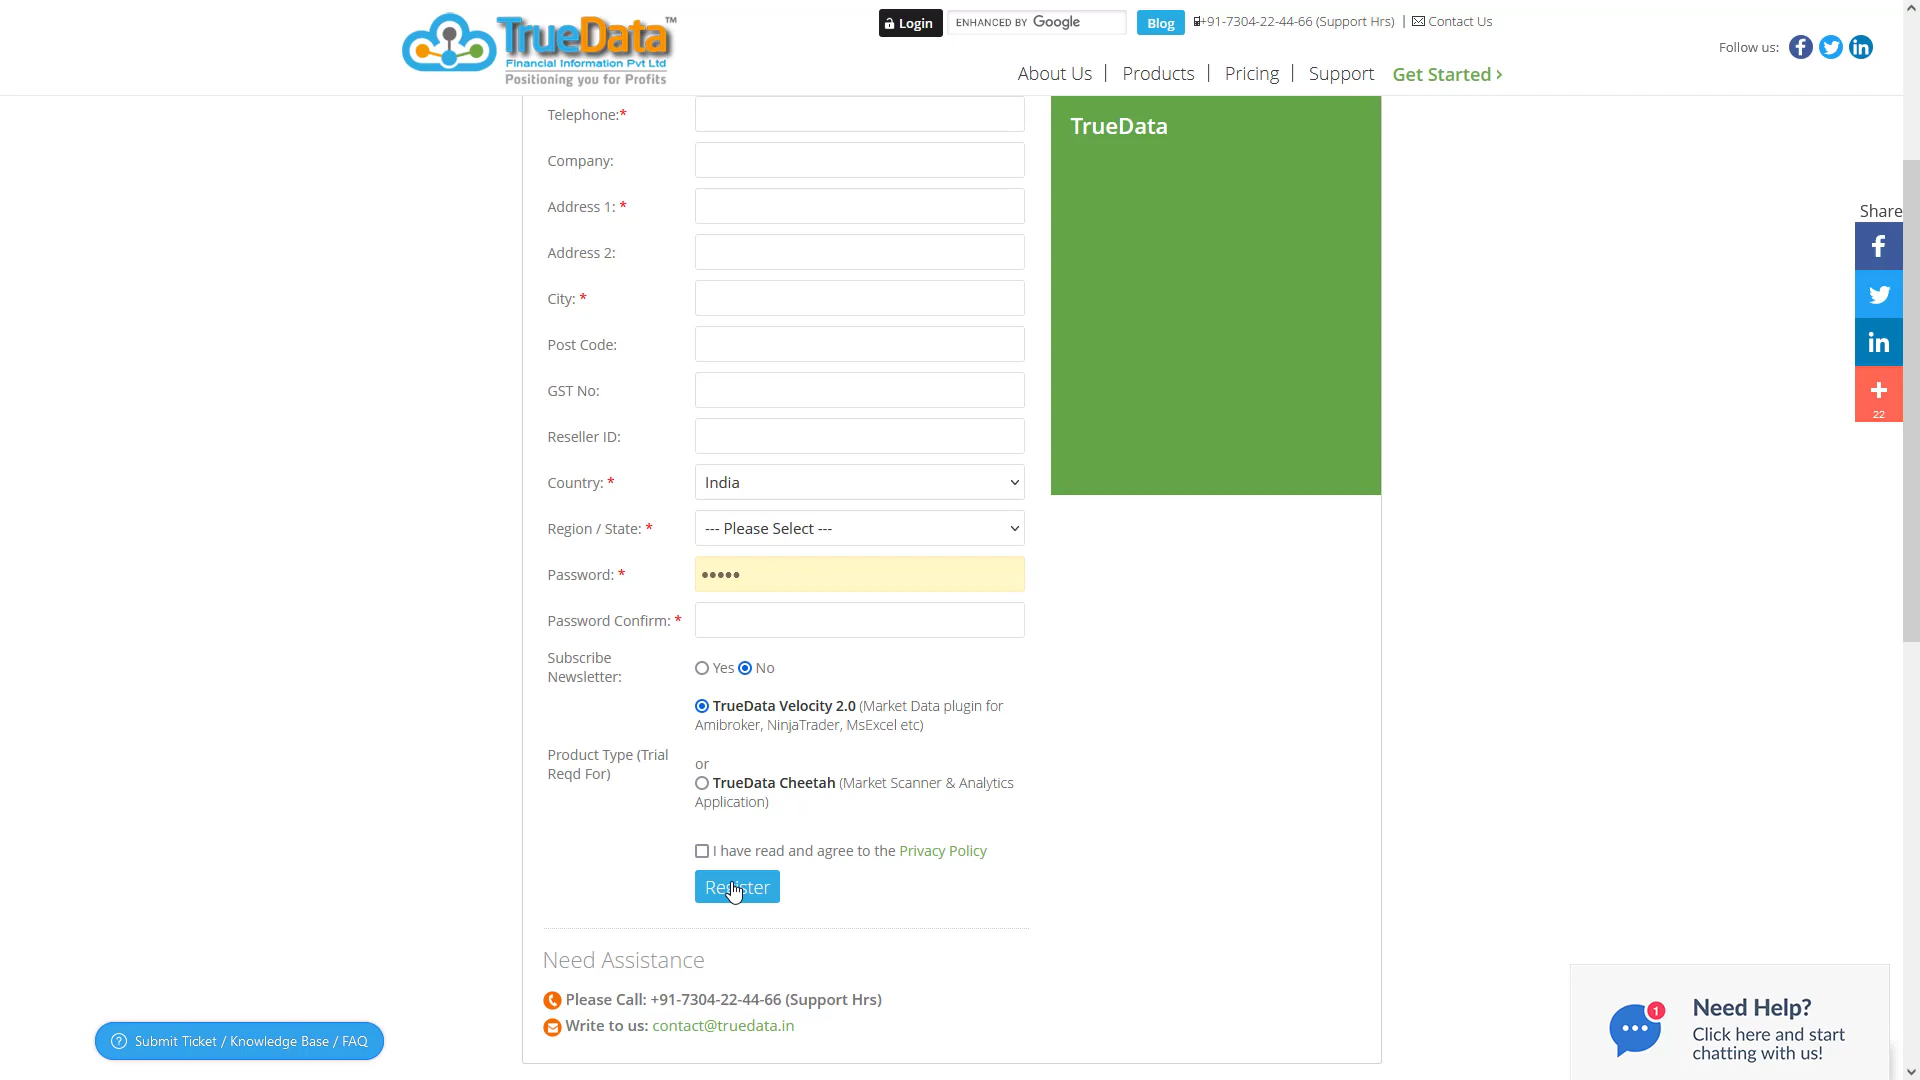 TrueData™
Financial Information Pvt Ltd
Positioning you for Profits
Login
ENHANCED BY Google
Blog
+91-7304-22-44-66 (Support Hrs) | Contact Us
Follow us:
About Us | Products | Pricing | Support Get Started ›
Telephone:*
TrueData
Company:
Address 1: *
Address 2:
City: *
Post Code:
GST No:
Reseller ID:
Country: * India
Region / State: * --- Please Select ---
Password: * •••••
Password Confirm: *
Subscribe
Newsletter:
Yes No
TrueData Velocity 2.0 (Market Data plugin for
Amibroker, NinjaTrader, MsExcel etc)
Product Type (Trial
Reqd For)
or
TrueData Cheetah (Market Scanner & Analytics
Application)
I have read and agree to the Privacy Policy
Register
Need Assistance
Please Call: +91-7304-22-44-66 (Support Hrs)
Write to us: contact@truedata.in
Submit Ticket / Knowledge Base / FAQ
Share
22
1
Need Help?
Click here and start
chatting with us!